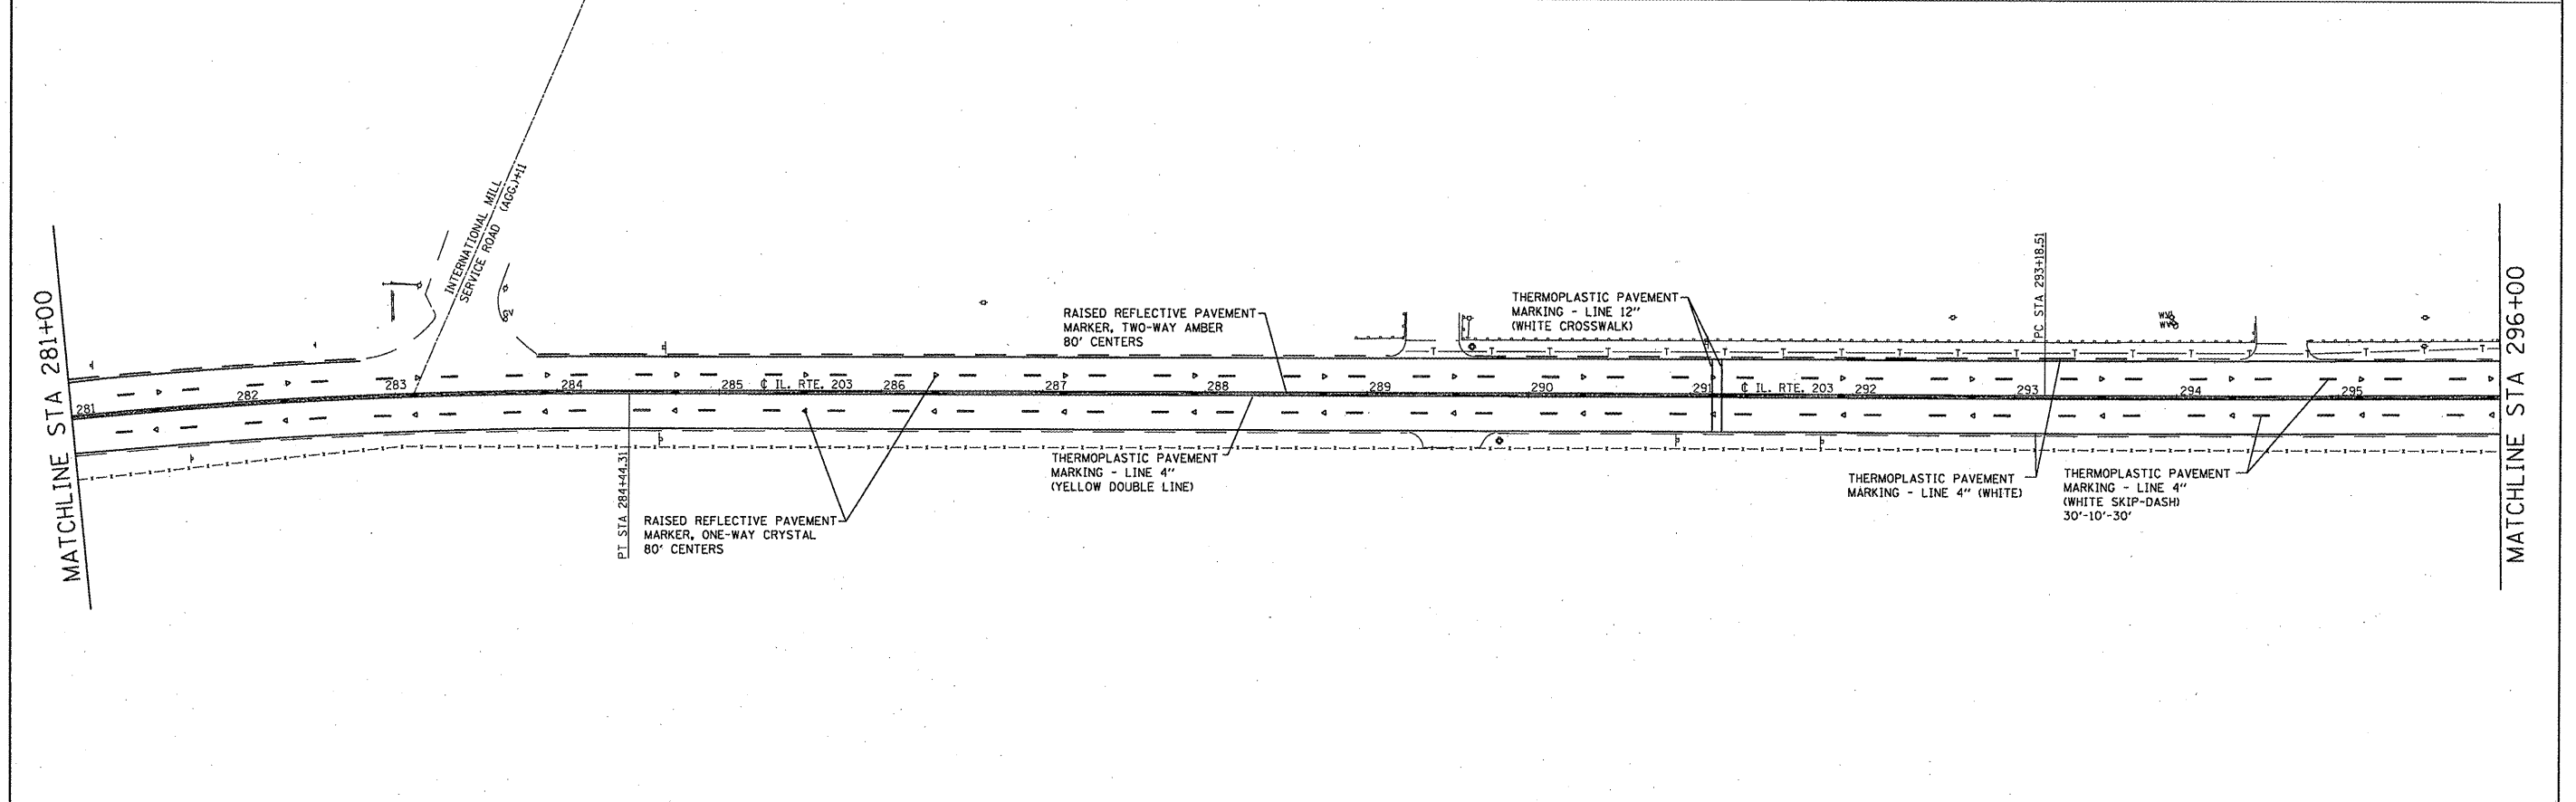 MATCHLINE STA 281+00
INTERNATIONAL MILL
SERVICE ROAD (AGG.)+11
RAISED REFLECTIVE PAVEMENT
MARKER, TWO-WAY AMBER
80' CENTERS
THERMOPLASTIC PAVEMENT
MARKING - LINE 12"
(WHITE CROSSWALK)
PC STA 293+18.51
MATCHLINE STA 296+00
281 282 283 284 285 ℄ IL. RTE. 203 286 287 288 289 290 291 ℄ IL. RTE. 203 292 293 294 295
T T T T T T T T T T T T T T T T T T T
PT STA 284+44.31
RAISED REFLECTIVE PAVEMENT
MARKER, ONE-WAY CRYSTAL
80' CENTERS
THERMOPLASTIC PAVEMENT
MARKING - LINE 4"
(YELLOW DOUBLE LINE)
THERMOPLASTIC PAVEMENT
MARKING - LINE 4" (WHITE)
THERMOPLASTIC PAVEMENT
MARKING - LINE 4"
(WHITE SKIP-DASH)
30'-10'-30'